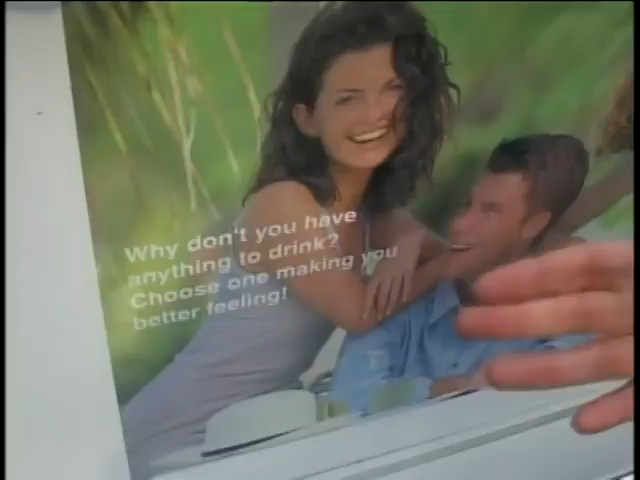 Why don't you have
anything to drink?
Choose one making you
better feeling!